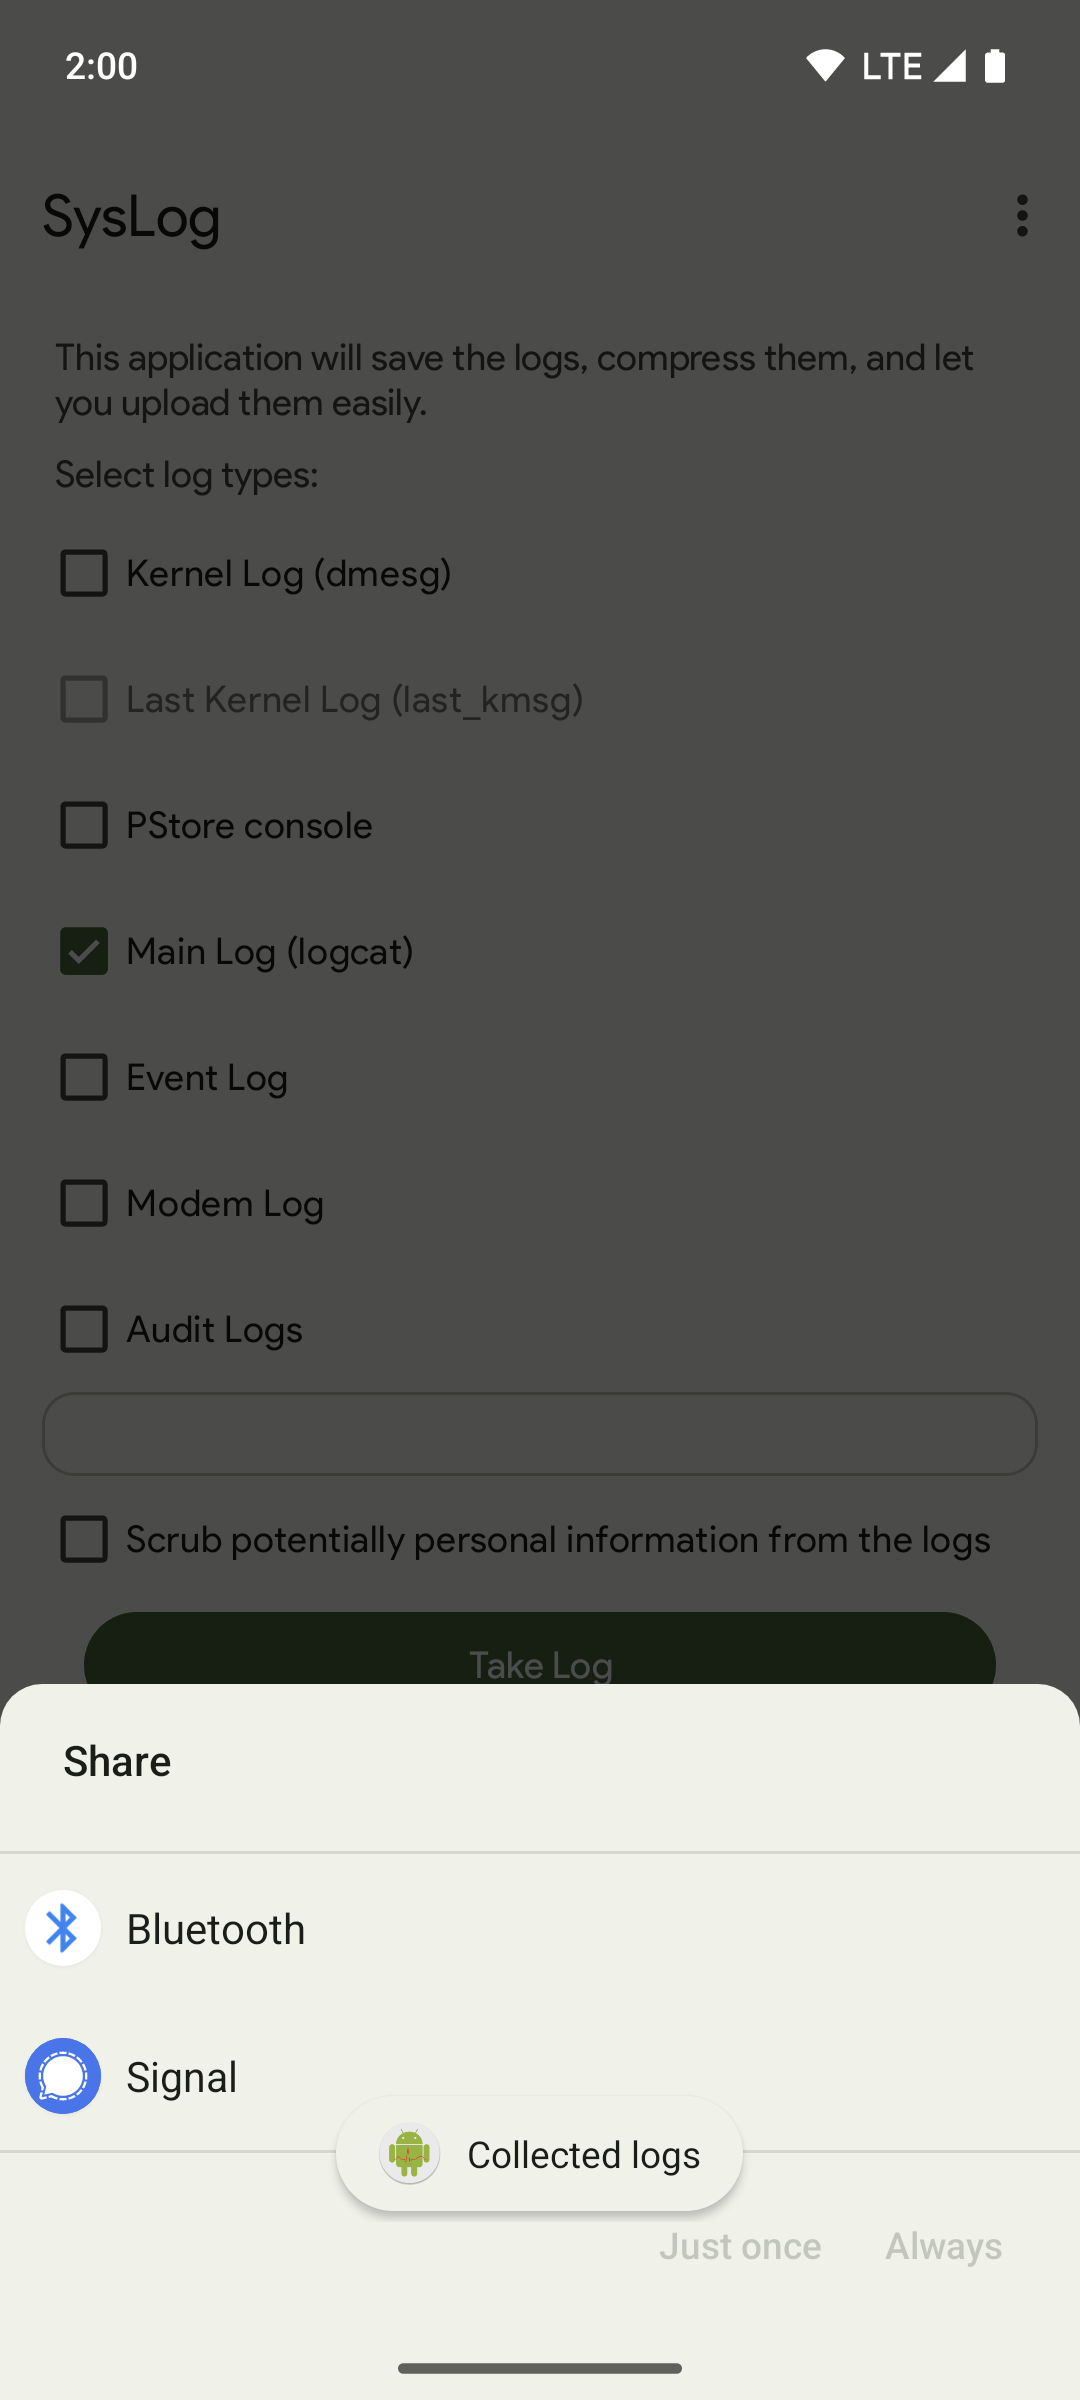 2:00
LTE
SysLog
This application will save the logs, compress them, and let
you upload them easily.
Select log types:
Kernel Log (dmesg)
Last Kernel Log (last_kmsg)
PStore console
Main Log (logcat)
Event Log
Modem Log
Audit Logs
Scrub potentially personal information from the logs
Take Log
Share
Bluetooth
Signal
Collected logs
Just once
Always